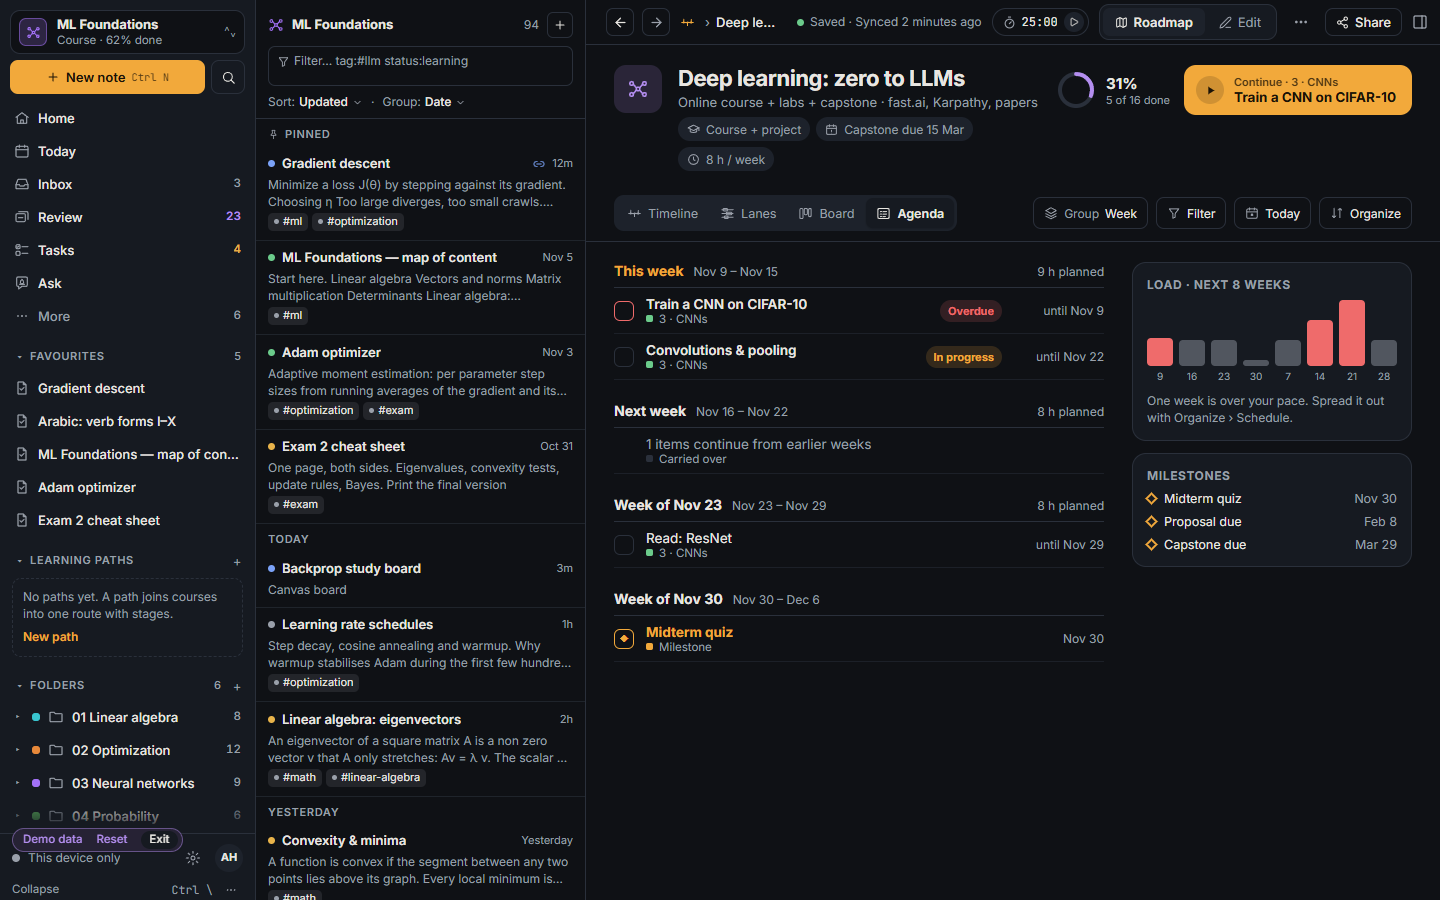 ML Foundations
Course · 62% done
New note Ctrl N
Home
Today
Inbox 3
Review 23
Tasks 4
Ask
More 6
FAVOURITES 5
Gradient descent
Arabic: verb forms I–X
ML Foundations — map of con...
Adam optimizer
Exam 2 cheat sheet
LEARNING PATHS +
No paths yet. A path joins courses
into one route with stages.
New path
FOLDERS 6 +
01 Linear algebra 8
02 Optimization 12
03 Neural networks 9
04 Probability 6
Demo data Reset Exit
This device only AH
Collapse Ctrl \ ···
ML Foundations 94 +
Filter... tag:#llm status:learning
Sort: Updated · Group: Date
PINNED
Gradient descent 12m
Minimize a loss J(θ) by stepping against its gradient.
Choosing η Too large diverges, too small crawls....
#ml #optimization
ML Foundations — map of content Nov 5
Start here. Linear algebra Vectors and norms Matrix
multiplication Determinants Linear algebra:...
#ml
Adam optimizer Nov 3
Adaptive moment estimation: per parameter step
sizes from running averages of the gradient and its...
#optimization #exam
Exam 2 cheat sheet Oct 31
One page, both sides. Eigenvalues, convexity tests,
update rules, Bayes. Print the final version
#exam
TODAY
Backprop study board 3m
Canvas board
Learning rate schedules 1h
Step decay, cosine annealing and warmup. Why
warmup stabilises Adam during the first few hundre...
#optimization
Linear algebra: eigenvectors 2h
An eigenvector of a square matrix A is a non zero
vector v that A only stretches: Av = λ v. The scalar ...
#math #linear-algebra
YESTERDAY
Convexity & minima Yesterday
A function is convex if the segment between any two
points lies above its graph. Every local minimum is...
#math
› Deep le... Saved · Synced 2 minutes ago 25:00 Roadmap Edit ··· Share
Deep learning: zero to LLMs
Online course + labs + capstone · fast.ai, Karpathy, papers
Course + project Capstone due 15 Mar
8 h / week
31%
5 of 16 done
Continue · 3 · CNNs
Train a CNN on CIFAR-10
Timeline Lanes Board Agenda
Group Week Filter Today Organize
This week Nov 9 – Nov 15 9 h planned
Train a CNN on CIFAR-10 Overdue until Nov 9
3 · CNNs
Convolutions & pooling In progress until Nov 22
3 · CNNs
Next week Nov 16 – Nov 22 8 h planned
1 items continue from earlier weeks
Carried over
Week of Nov 23 Nov 23 – Nov 29 8 h planned
Read: ResNet until Nov 29
3 · CNNs
Week of Nov 30 Nov 30 – Dec 6
Midterm quiz Nov 30
Milestone
LOAD · NEXT 8 WEEKS
9 16 23 30 7 14 21 28
One week is over your pace. Spread it out
with Organize › Schedule.
MILESTONES
Midterm quiz Nov 30
Proposal due Feb 8
Capstone due Mar 29